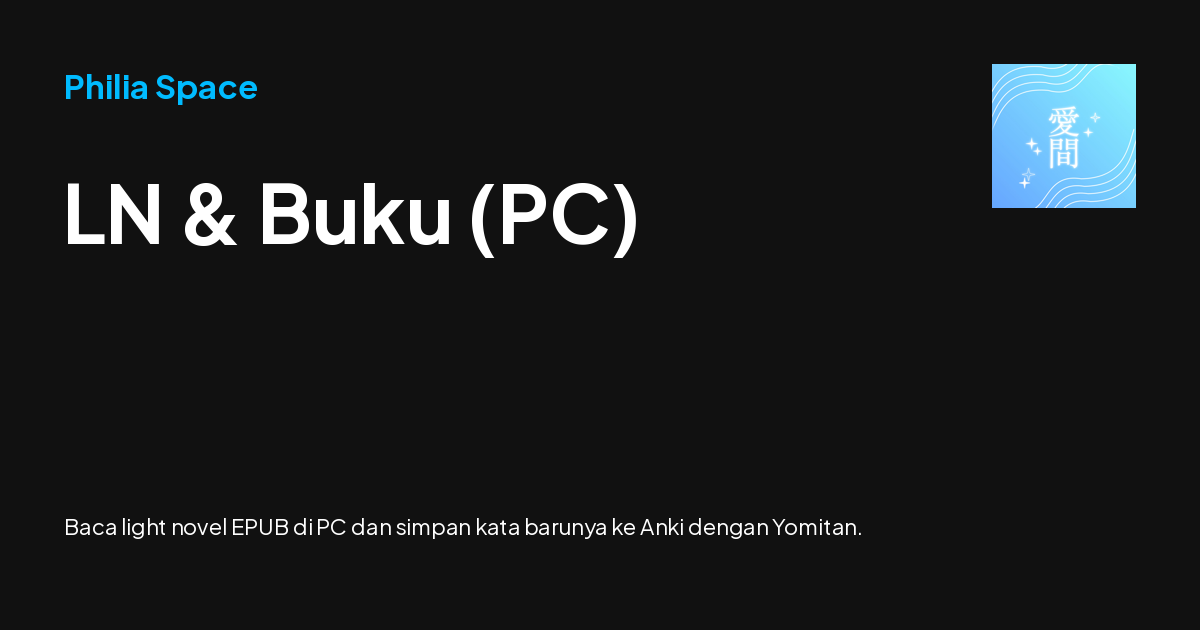 Philia Space
愛
間
LN & Buku (PC)
Baca light novel EPUB di PC dan simpan kata barunya ke Anki dengan Yomitan.